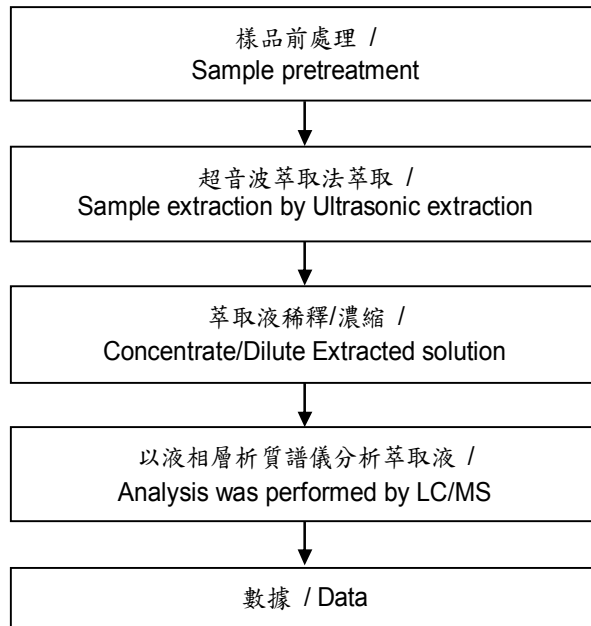 樣品前處理 /
Sample pretreatment
超音波萃取法萃取 /
Sample extraction by Ultrasonic extraction
萃取液稀釋/濃縮 /
Concentrate/Dilute Extracted solution
以液相層析質譜儀分析萃取液 /
Analysis was performed by LC/MS
數據 / Data